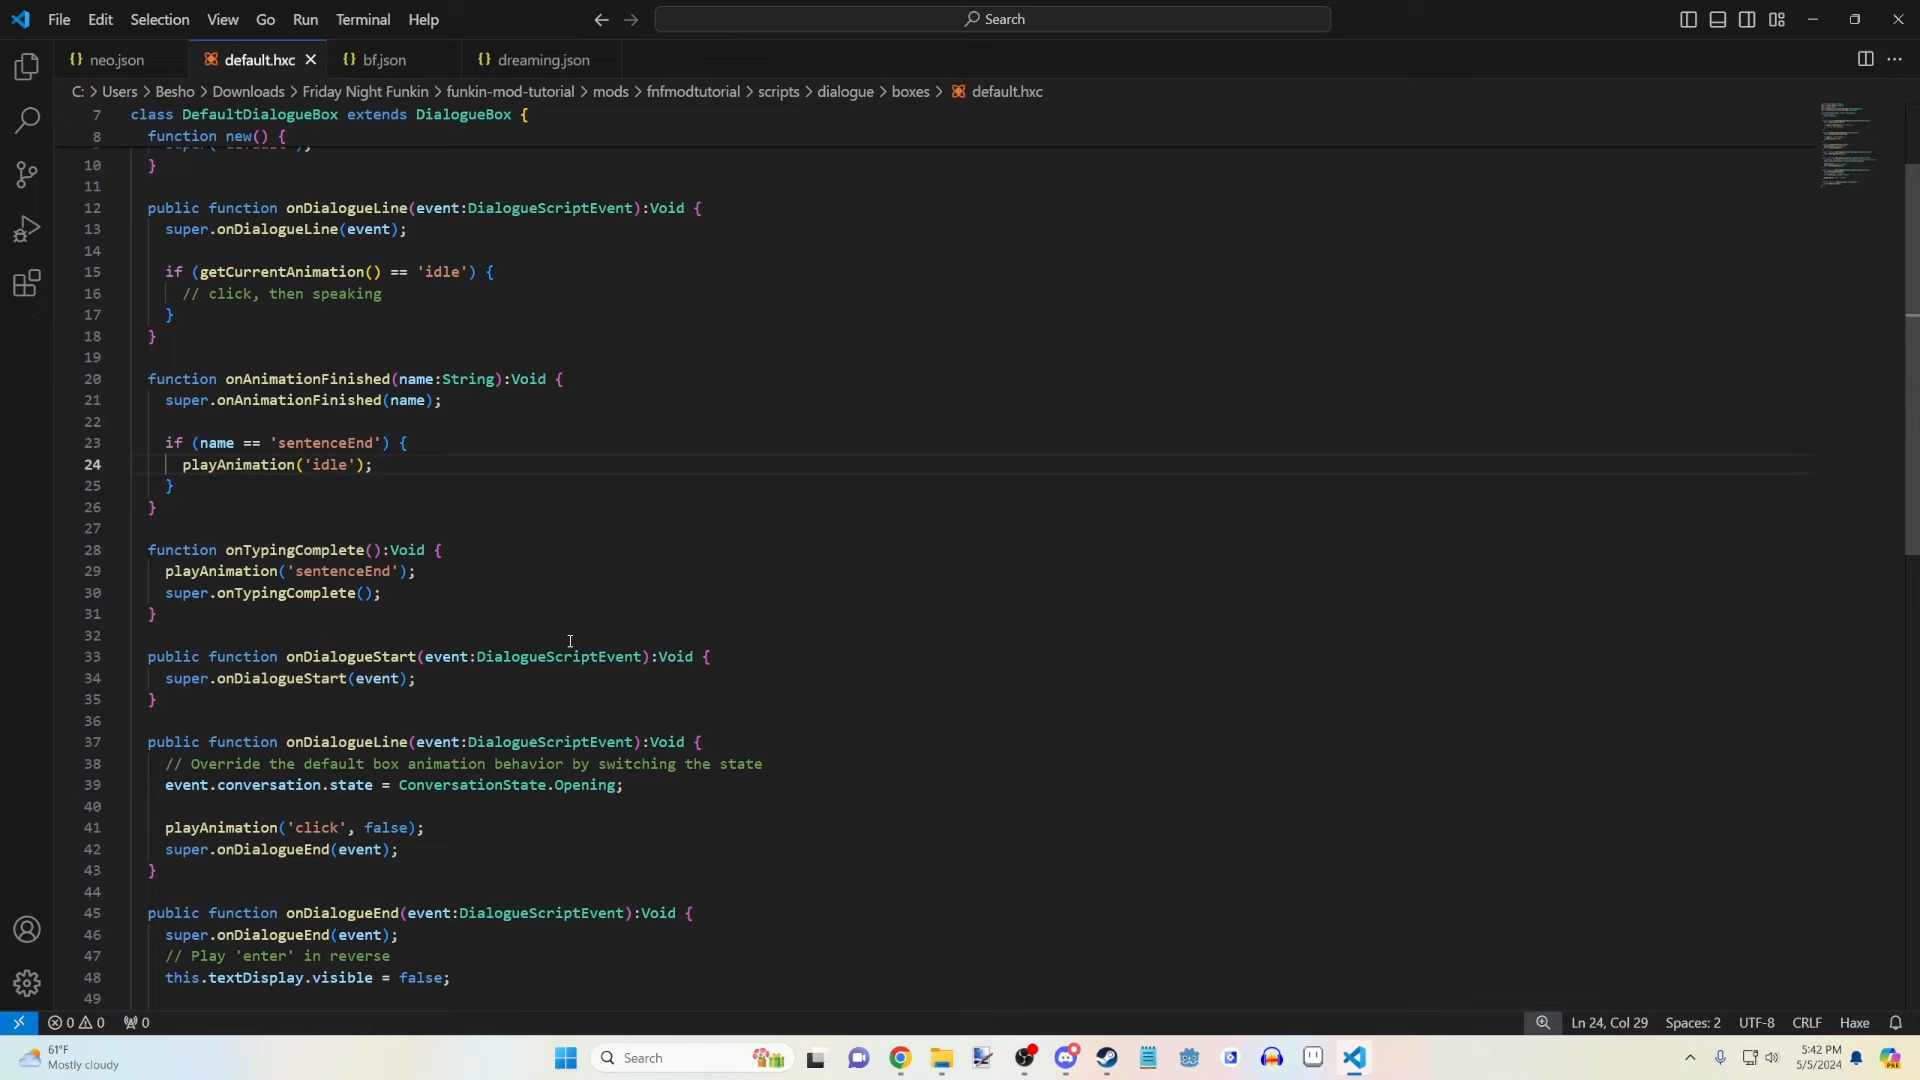 File Edit Selection View Go Run Terminal Help
Search
neo.json
default.hxc
bf.json
dreaming.json
C: > Users > Besho > Downloads > Friday Night Funkin > funkin-mod-tutorial > mods > fnfmodtutorial > scripts > dialogue > boxes > default.hxc
7 class DefaultDialogueBox extends DialogueBox {
8 function new() {
super('default');
10 }
11
12 public function onDialogueLine(event:DialogueScriptEvent):Void {
13 super.onDialogueLine(event);
14
15 if (getCurrentAnimation() == 'idle') {
16 // click, then speaking
17 }
18 }
19
20 function onAnimationFinished(name:String):Void {
21 super.onAnimationFinished(name);
22
23 if (name == 'sentenceEnd') {
24 playAnimation('idle');
25 }
26 }
27
28 function onTypingComplete():Void {
29 playAnimation('sentenceEnd');
30 super.onTypingComplete();
31 }
32
33 public function onDialogueStart(event:DialogueScriptEvent):Void {
34 super.onDialogueStart(event);
35 }
36
37 public function onDialogueLine(event:DialogueScriptEvent):Void {
38 // Override the default box animation behavior by switching the state
39 event.conversation.state = ConversationState.Opening;
40
41 playAnimation('click', false);
42 super.onDialogueEnd(event);
43 }
44
45 public function onDialogueEnd(event:DialogueScriptEvent):Void {
46 super.onDialogueEnd(event);
47 // Play 'enter' in reverse
48 this.textDisplay.visible = false;
49
0 0 0 Ln 24, Col 29 Spaces: 2 UTF-8 CRLF Haxe
61°F
Mostly cloudy
Search
5:42 PM
5/5/2024
PRE